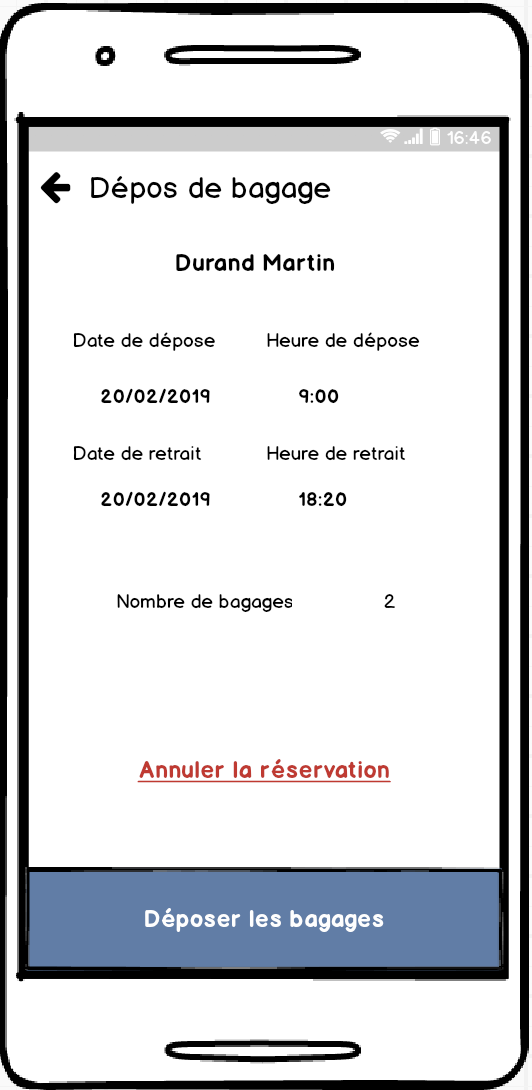 16:46
Dépos de bagage
Durand Martin
Date de dépose Heure de dépose
20/02/2019 9:00
Date de retrait Heure de retrait
20/02/2019 18:20
Nombre de bagages 2
Annuler la réservation
Déposer les bagages